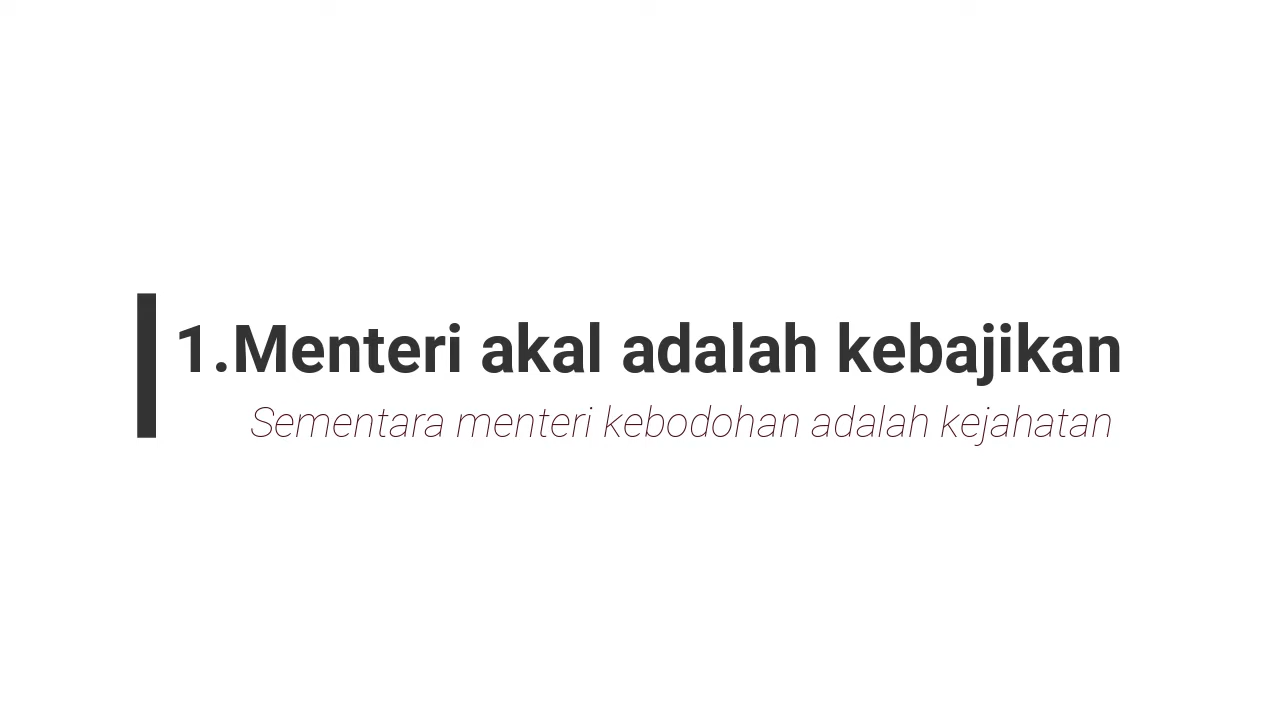 1.Menteri akal adalah kebajikan
Sementara menteri kebodohan adalah kejahatan